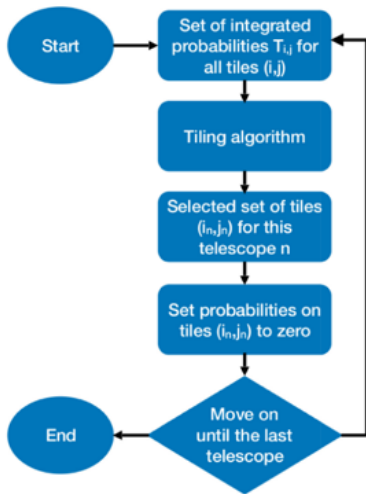 Start
Set of integrated
probabilities Tᵢ,ⱼ for
all tiles (i,j)
Tiling algorithm
Selected set of tiles
(iₙ,jₙ) for this
telescope n
Set probabilities on
tiles (iₙ,jₙ) to zero
Move on
until the last
telescope
End